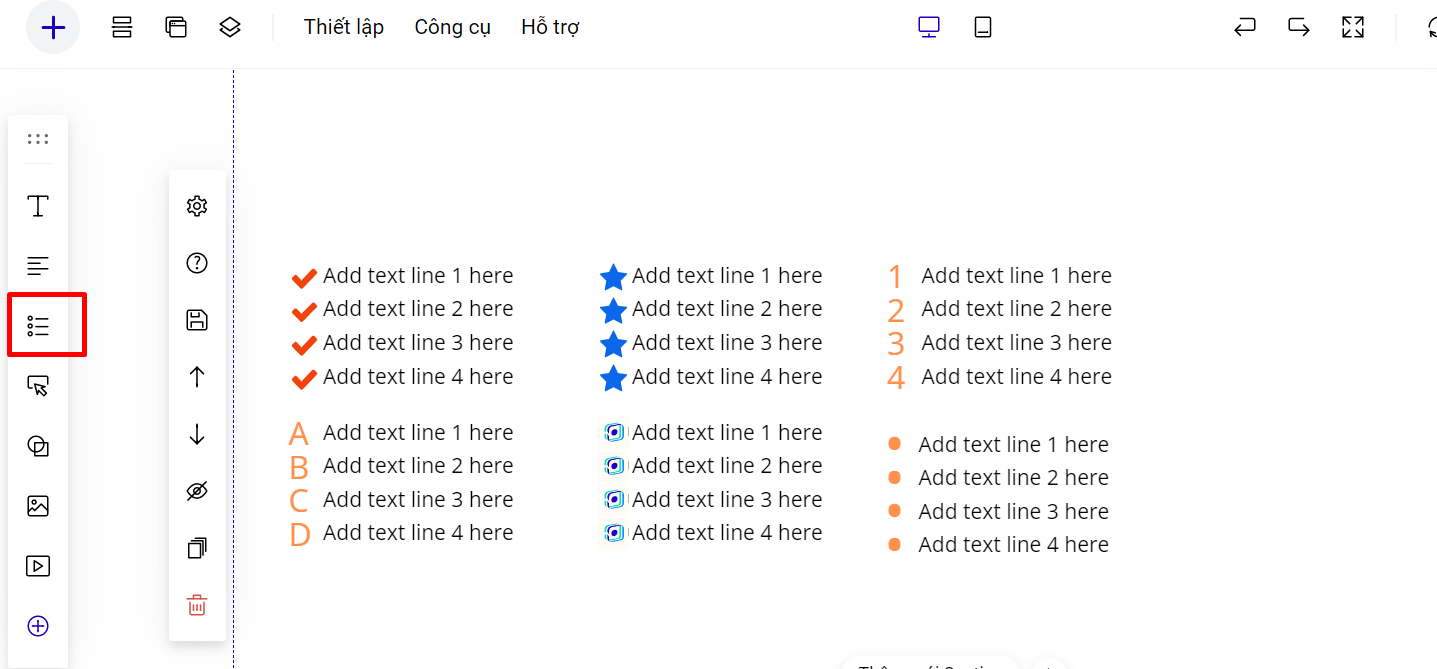 Thiết lập Công cụ Hỗ trợ
Add text line 1 here
Add text line 2 here
Add text line 3 here
Add text line 4 here
Add text line 1 here
Add text line 2 here
Add text line 3 here
Add text line 4 here
1 Add text line 1 here
2 Add text line 2 here
3 Add text line 3 here
4 Add text line 4 here
A Add text line 1 here
B Add text line 2 here
C Add text line 3 here
D Add text line 4 here
Add text line 1 here
Add text line 2 here
Add text line 3 here
Add text line 4 here
Add text line 1 here
Add text line 2 here
Add text line 3 here
Add text line 4 here